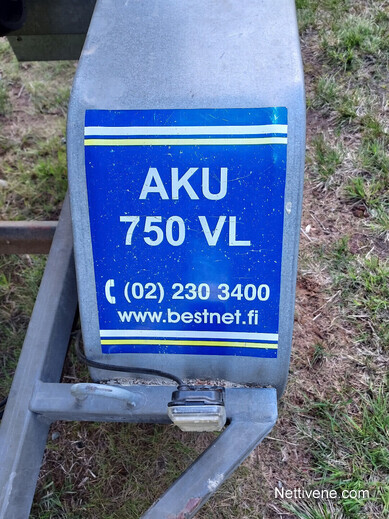 AKU
750 VL
(02) 230 3400
www.bestnet.fi
Nettivene.com